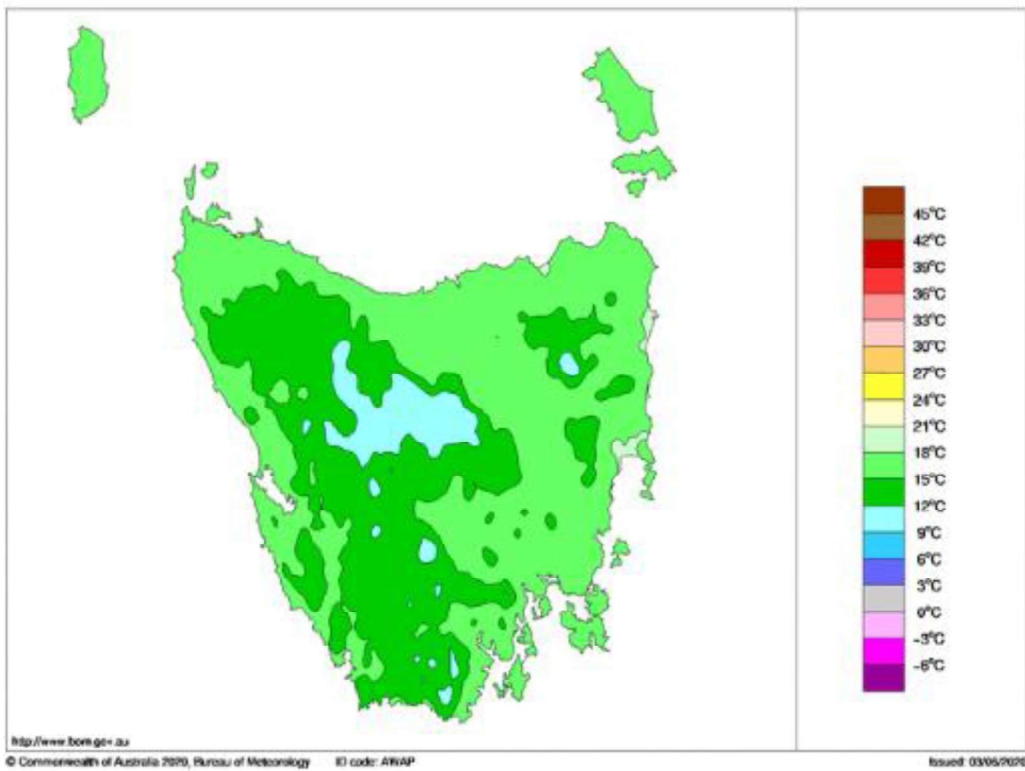 45°C
42°C
39°C
36°C
33°C
30°C
27°C
24°C
21°C
18°C
15°C
12°C
9°C
6°C
3°C
0°C
-3°C
-6°C
http://www.bom.gov.au
© Commonwealth of Australia 2020, Bureau of Meteorology ID code: AWAP Issued: 03/06/2020